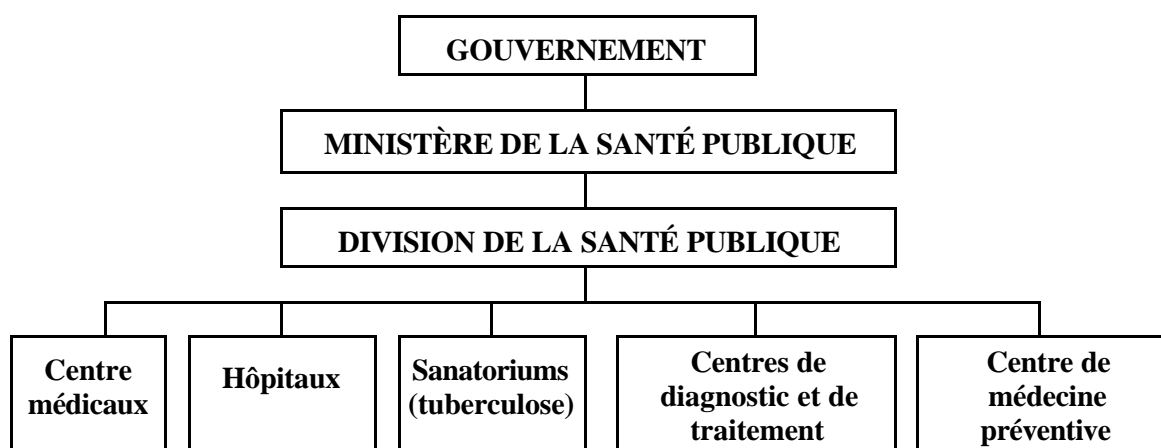 GOUVERNEMENT
MINISTÈRE DE LA SANTÉ PUBLIQUE
DIVISION DE LA SANTÉ PUBLIQUE
Centre
médicaux
Hôpitaux
Sanatoriums
(tuberculose)
Centres de
diagnostic et de
traitement
Centre de
médecine
préventive